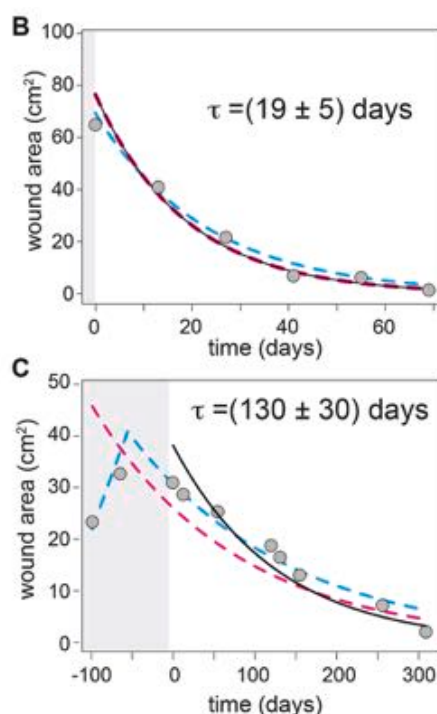 B
100
80
60
40
20
0
wound area (cm²)
τ =(19 ± 5) days
0
20
40
60
time (days)
C
50
40
30
20
10
0
wound area (cm²)
τ =(130 ± 30) days
-100
0
100
200
300
time (days)